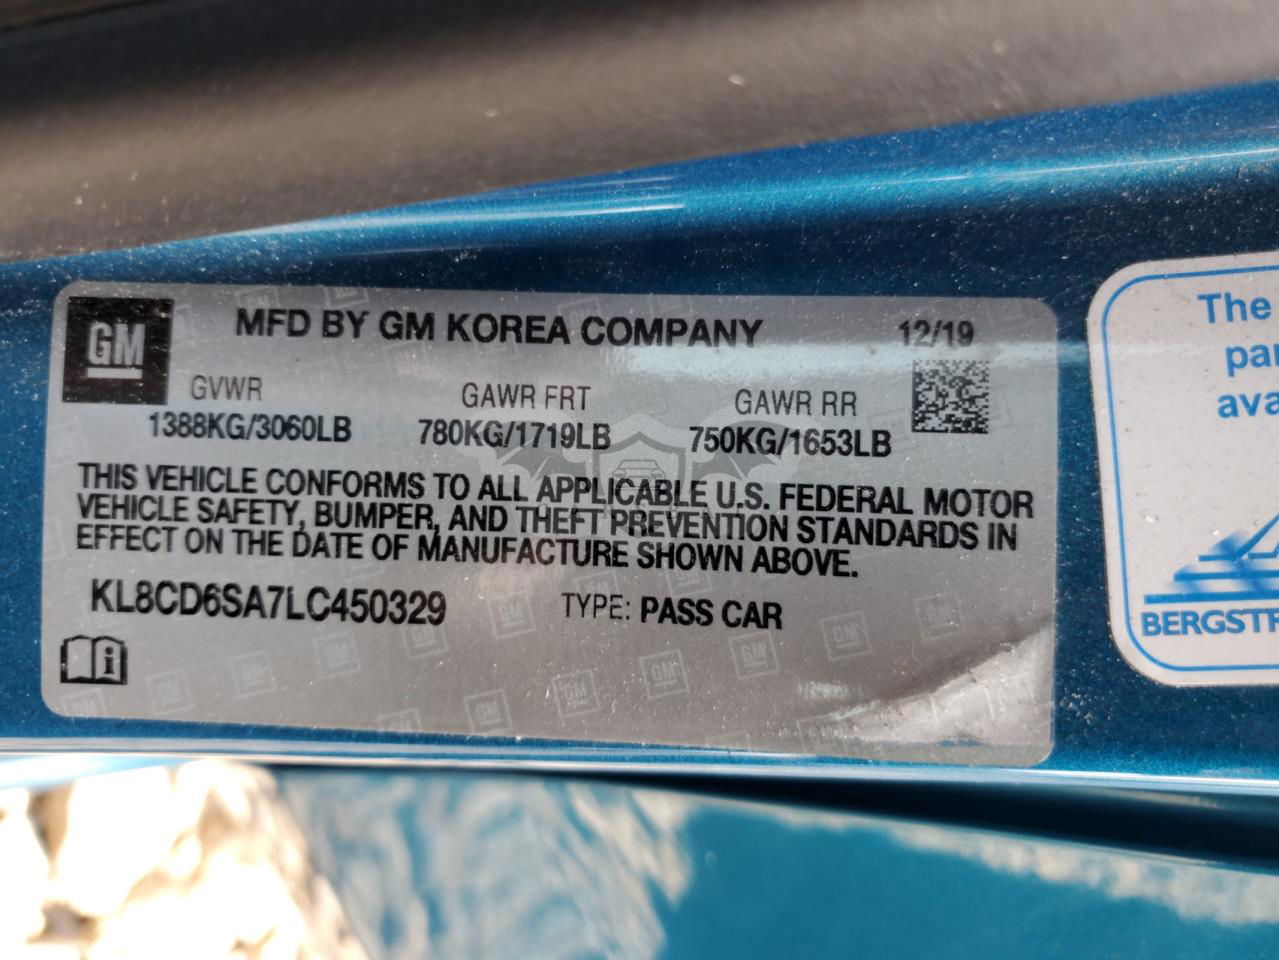 GM
MFD BY GM KOREA COMPANY 12/19
GVWR GAWR FRT GAWR RR
1388KG/3060LB 780KG/1719LB 750KG/1653LB
THIS VEHICLE CONFORMS TO ALL APPLICABLE U.S. FEDERAL MOTOR
VEHICLE SAFETY, BUMPER, AND THEFT PREVENTION STANDARDS IN
EFFECT ON THE DATE OF MANUFACTURE SHOWN ABOVE.
KL8CD6SA7LC450329 TYPE: PASS CAR
The
par
ava
BERGSTR